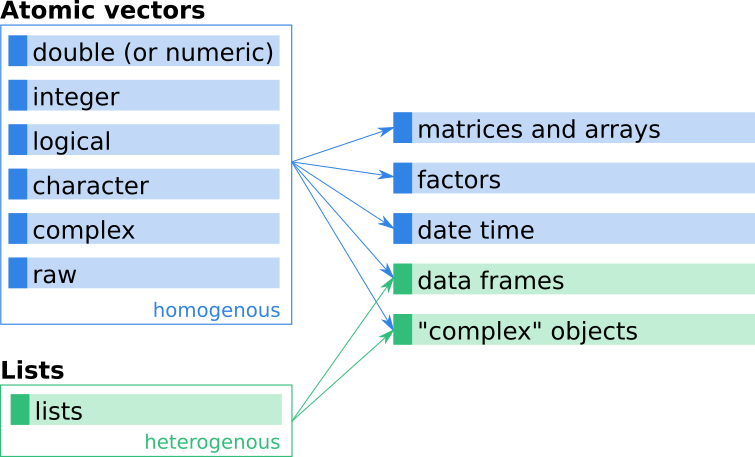 Atomic vectors
double (or numeric)
integer
logical
character
complex
raw
homogenous
Lists
lists
heterogenous
matrices and arrays
factors
date time
data frames
"complex" objects